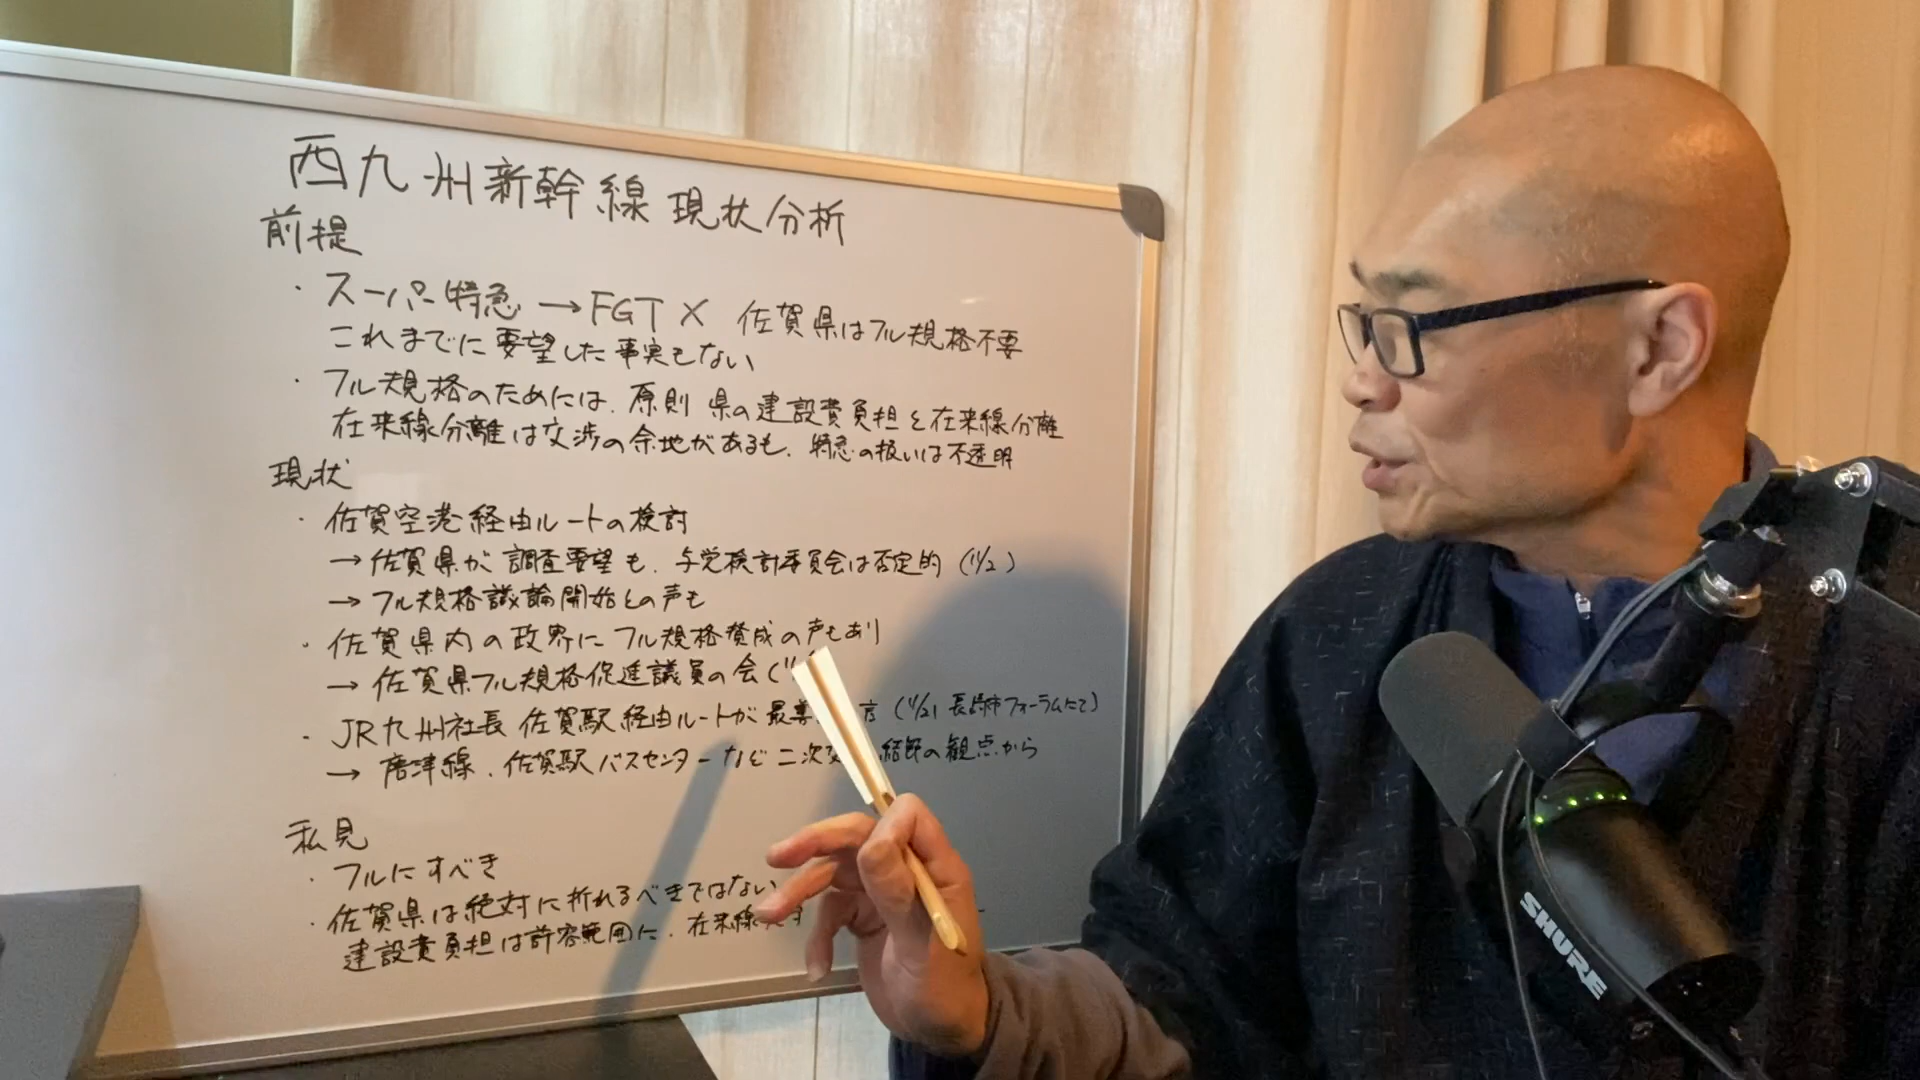 西九州新幹線 現状分析
前提
・スーパー特急→FGT× 佐賀県はフル規格不要
これまでに要望した事実もない
・フル規格のためには、原則 県の建設費負担と在来線分離
在来線分離は交渉の余地があるも、特急の扱いは不透明
現状
・佐賀空港経由ルートの検討
→佐賀県が調査要望も、与党検討委員会は否定的（11/2）
→フル規格議論開始との声も
・佐賀県内の政界にフル規格賛成の声もあり
→佐賀県フル規格促進議員の会（
・JR九州社長 佐賀駅経由ルートが最善 言（11/21 長崎市フォーラムにて）
→唐津線、佐賀駅バスセンターなど二次交 結節の観点から
私見
・フルにすべき
・佐賀県は絶対に折れるべきではない
建設費負担は許容範囲に、在来線
SHURE